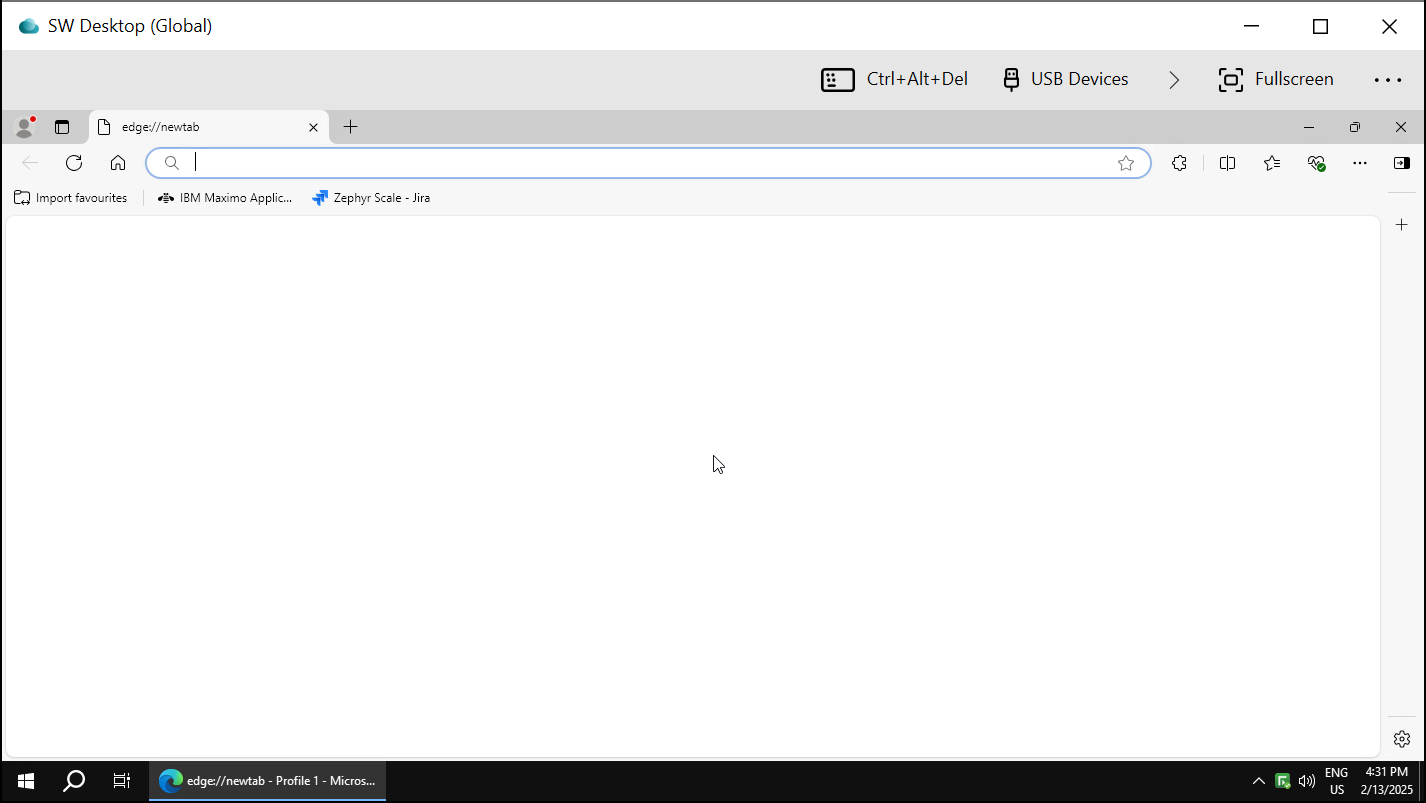 SW Desktop (Global)
Ctrl+Alt+Del
USB Devices
Fullscreen
edge://newtab
Import favourites
IBM Maximo Applic...
Zephyr Scale - Jira
edge://newtab - Profile 1 - Micros...
ENG
US
4:31 PM
2/13/2025